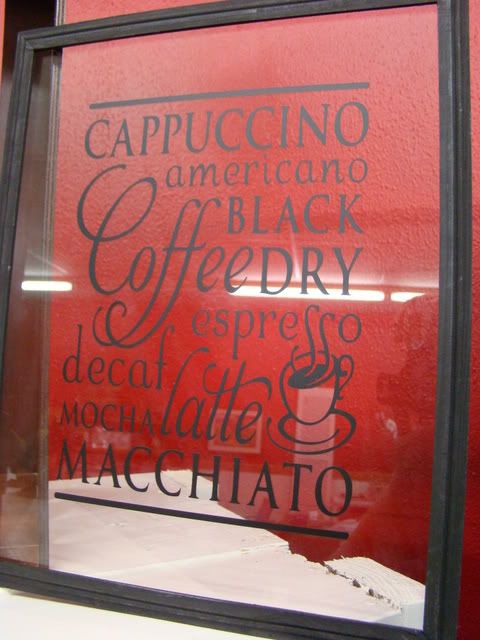 CAPPUCCINO
americano
Coffee BLACK
DRY
espresso
decaf
MOCHA latte
MACCHIATO